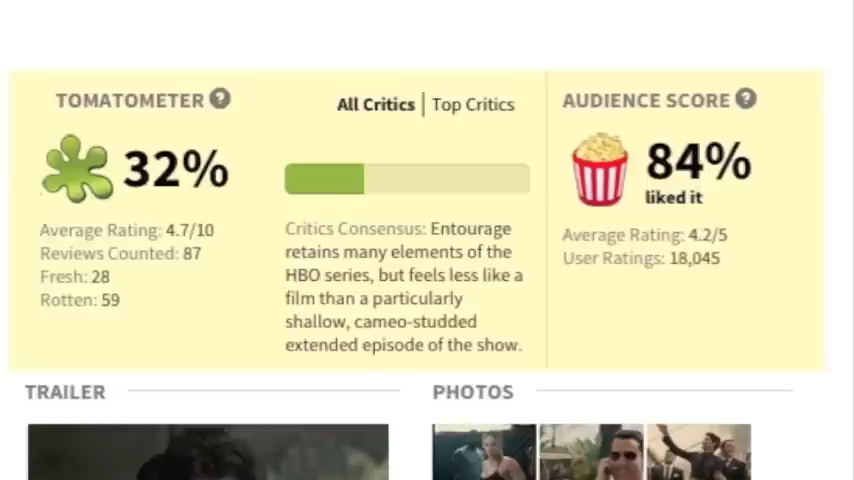 TOMATOMETER ?
All Critics | Top Critics
32%
Average Rating: 4.7/10
Reviews Counted: 87
Fresh: 28
Rotten: 59
Critics Consensus: Entourage
retains many elements of the
HBO series, but feels less like a
film than a particularly
shallow, cameo-studded
extended episode of the show.
AUDIENCE SCORE ?
84%
liked it
Average Rating: 4.2/5
User Ratings: 18,045
TRAILER
PHOTOS